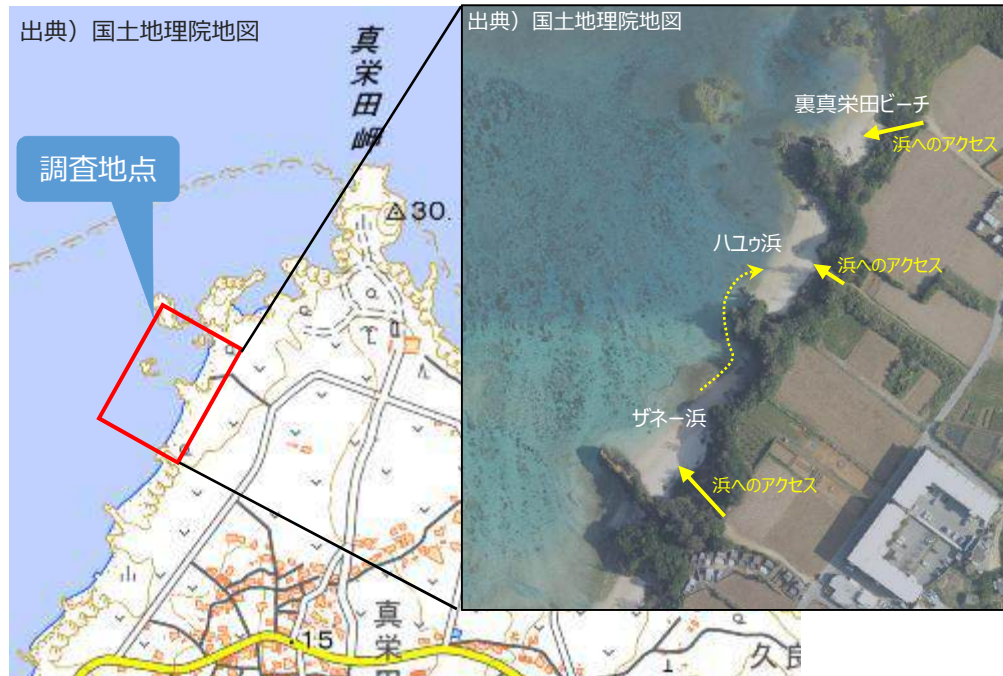 出典）国土地理院地図
真栄田岬
調査地点
30.
15
真栄田
久良
出典）国土地理院地図
裏真栄田ビーチ
浜へのアクセス
ハユゥ浜
浜へのアクセス
ザネー浜
浜へのアクセス